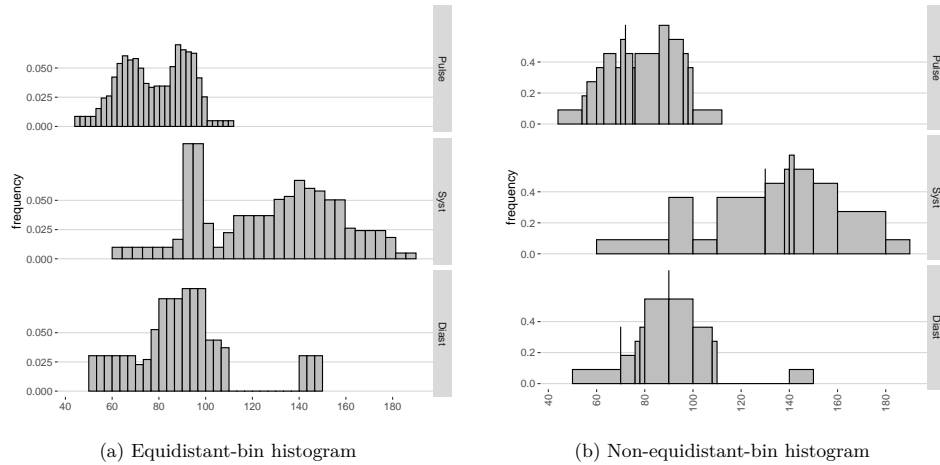 0.050
0.025
0.000
Pulse
0.050
0.025
0.000
Syst
0.050
0.025
0.000
Diast
frequency
40 60 80 100 120 140 160 180
(a) Equidistant-bin histogram
0.4
0.2
0.0
Pulse
0.4
0.2
0.0
Syst
0.4
0.2
0.0
Diast
frequency
40 60 80 100 120 140 160 180
(b) Non-equidistant-bin histogram